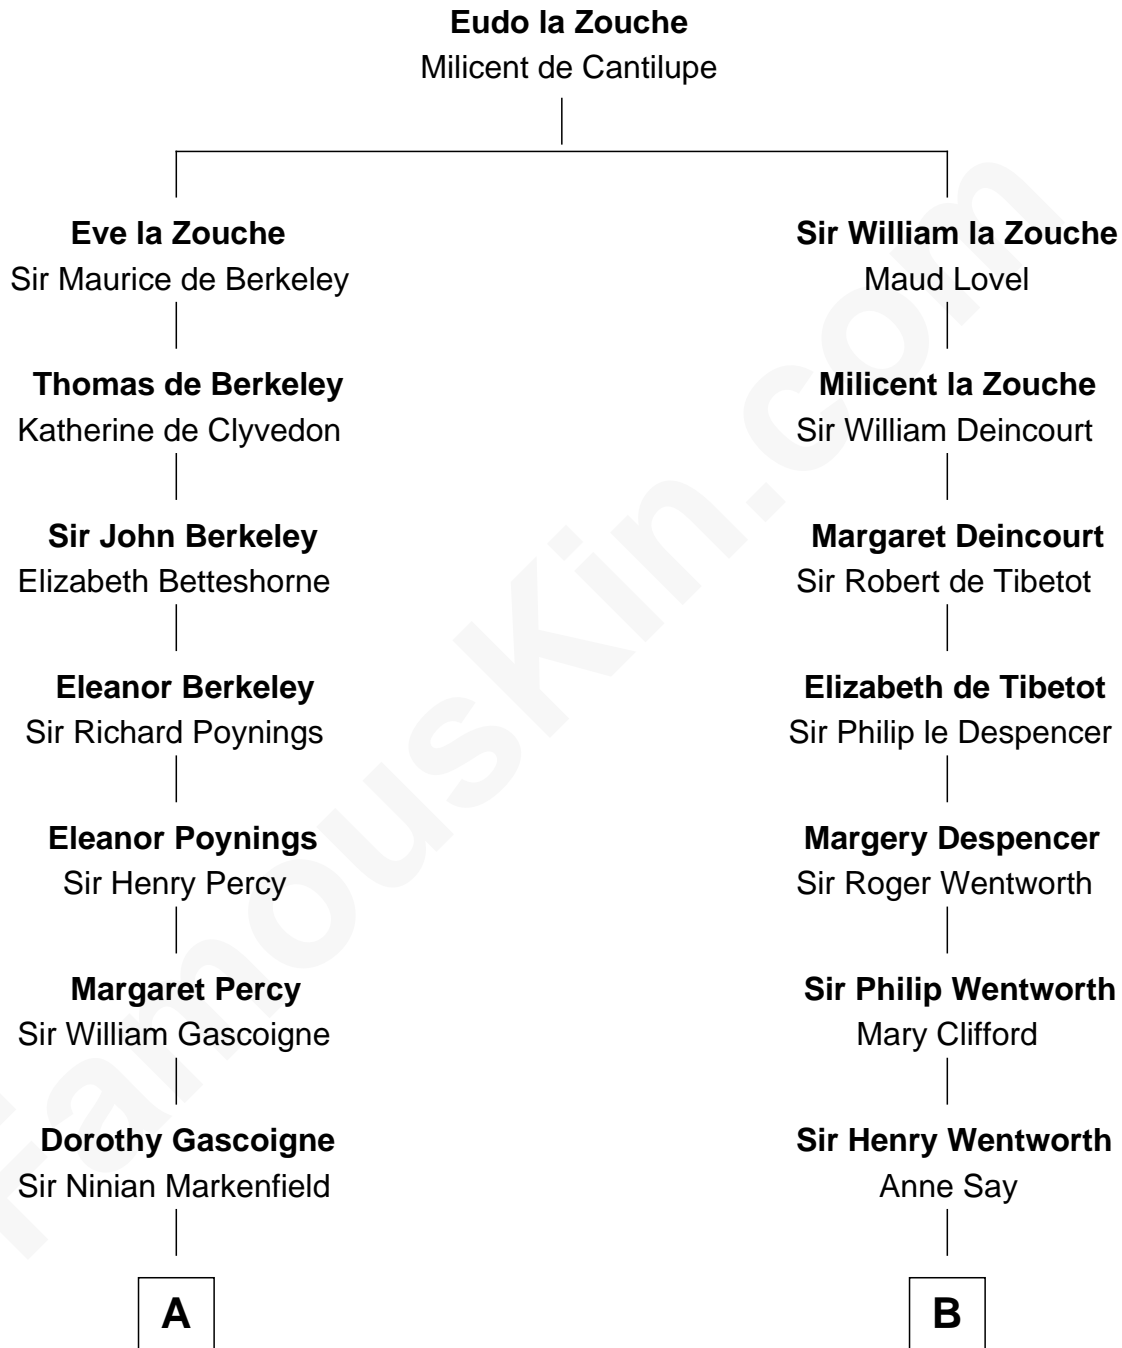 Eudo la Zouche
Milicent de Cantilupe
Eve la Zouche
Sir Maurice de Berkeley
Sir William la Zouche
Maud Lovel
Thomas de Berkeley
Katherine de Clyvedon
Milicent la Zouche
Sir William Deincourt
Sir John Berkeley
Elizabeth Betteshorne
Margaret Deincourt
Sir Robert de Tibetot
Eleanor Berkeley
Sir Richard Poynings
Elizabeth de Tibetot
Sir Philip le Despencer
Eleanor Poynings
Sir Henry Percy
Margery Despencer
Sir Roger Wentworth
Margaret Percy
Sir William Gascoigne
Sir Philip Wentworth
Mary Clifford
Dorothy Gascoigne
Sir Ninian Markenfield
Sir Henry Wentworth
Anne Say
A
B
FamousKin.com